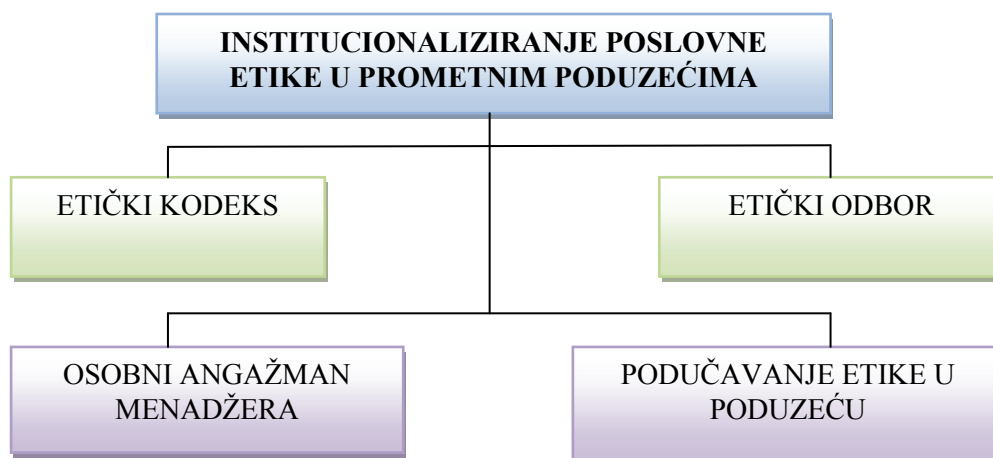 INSTITUCIONALIZIRANJE POSLOVNE
ETIKE U PROMETNIM PODUZEĆIMA
ETIČKI KODEKS
ETIČKI ODBOR
OSOBNI ANGAŽMAN
MENADŽERA
PODUČAVANJE ETIKE U
PODUZEĆU